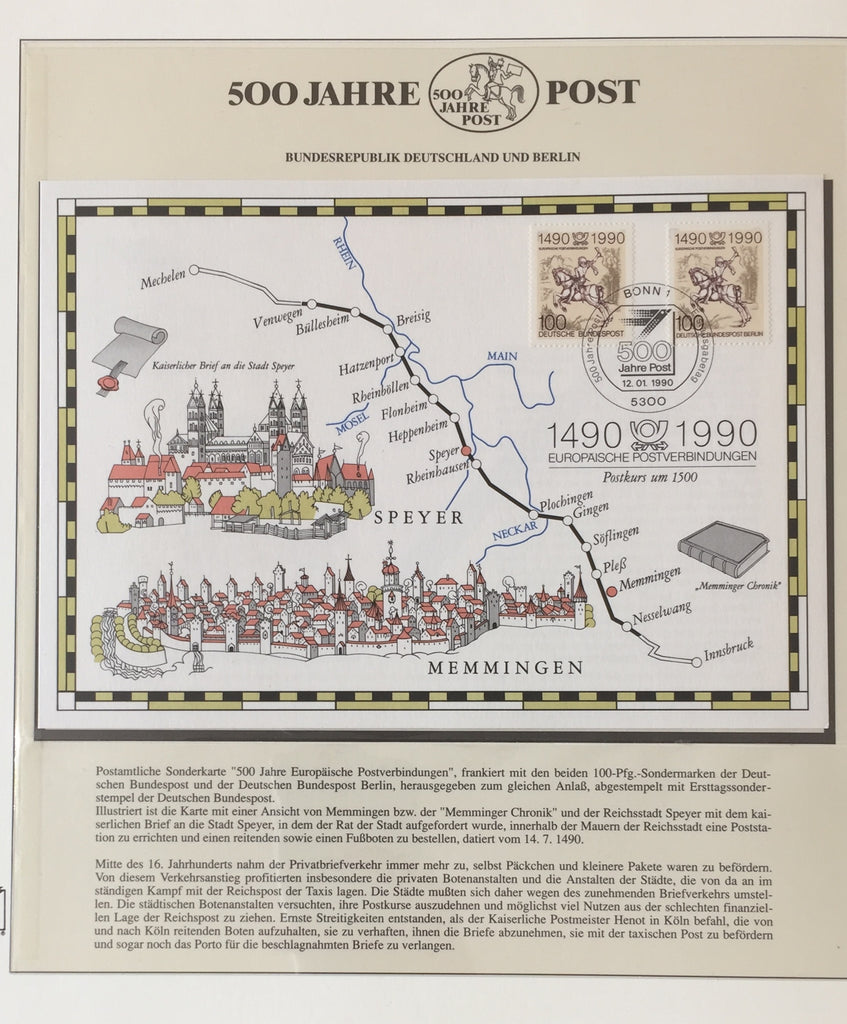 500 JAHRE POST
500
JAHRE
POST
BUNDESREPUBLIK DEUTSCHLAND UND BERLIN
RHEIN
Mechelen
Venwegen
Büllesheim
Breisig
Hatzenport
Rheinböllen
Flonheim
Heppenheim
Speyer
Rheinhausen
MAIN
MOSEL
NECKAR
Plochingen
Gingen
Söflingen
Pleß
Memmingen
Nesselwang
Innsbruck
Kaiserlicher Brief an die Stadt Speyer
SPEYER
MEMMINGEN
„Memminger Chronik"
1490 1990
EUROPÄISCHE POSTVERBINDUNGEN
100 DEUTSCHE BUNDESPOST
1490 1990
EUROPÄISCHE POSTVERBINDUNGEN
100 DEUTSCHE BUNDESPOST BERLIN
BONN 1
500
Jahre Post
12.01.1990
5300
1490 1990
EUROPÄISCHE POSTVERBINDUNGEN
Postkurs um 1500
Postamtliche Sonderkarte "500 Jahre Europäische Postverbindungen", frankiert mit den beiden 100-Pfg.-Sondermarken der Deut-
schen Bundespost und der Deutschen Bundespost Berlin, herausgegeben zum gleichen Anlaß, abgestempelt mit Ersttagssonder-
stempel der Deutschen Bundespost.
Illustriert ist die Karte mit einer Ansicht von Memmingen bzw. der "Memminger Chronik" und der Reichsstadt Speyer mit dem kai-
serlichen Brief an die Stadt Speyer, in dem der Rat der Stadt aufgefordert wurde, innerhalb der Mauern der Reichsstadt eine Poststa-
tion zu errichten und einen reitenden sowie einen Fußboten zu bestellen, datiert vom 14. 7. 1490.
Mitte des 16. Jahrhunderts nahm der Privatbriefverkehr immer mehr zu, selbst Päckchen und kleinere Pakete waren zu befördern.
Von diesem Verkehrsanstieg profitierten insbesondere die privaten Botenanstalten und die Anstalten der Städte, die von da an im
ständigen Kampf mit der Reichspost der Taxis lagen. Die Städte mußten sich daher wegen des zunehmenden Briefverkehrs umstel-
len. Die städtischen Botenanstalten versuchten, ihre Postkurse auszudehnen und möglichst viel Nutzen aus der schlechten finanziel-
len Lage der Reichspost zu ziehen. Ernste Streitigkeiten entstanden, als der Kaiserliche Postmeister Henot in Köln befahl, die von
und nach Köln reitenden Boten aufzuhalten, sie zu verhaften, ihnen die Briefe abzunehmen, sie mit der taxischen Post zu befördern
und sogar noch das Porto für die beschlagnahmten Briefe zu verlangen.